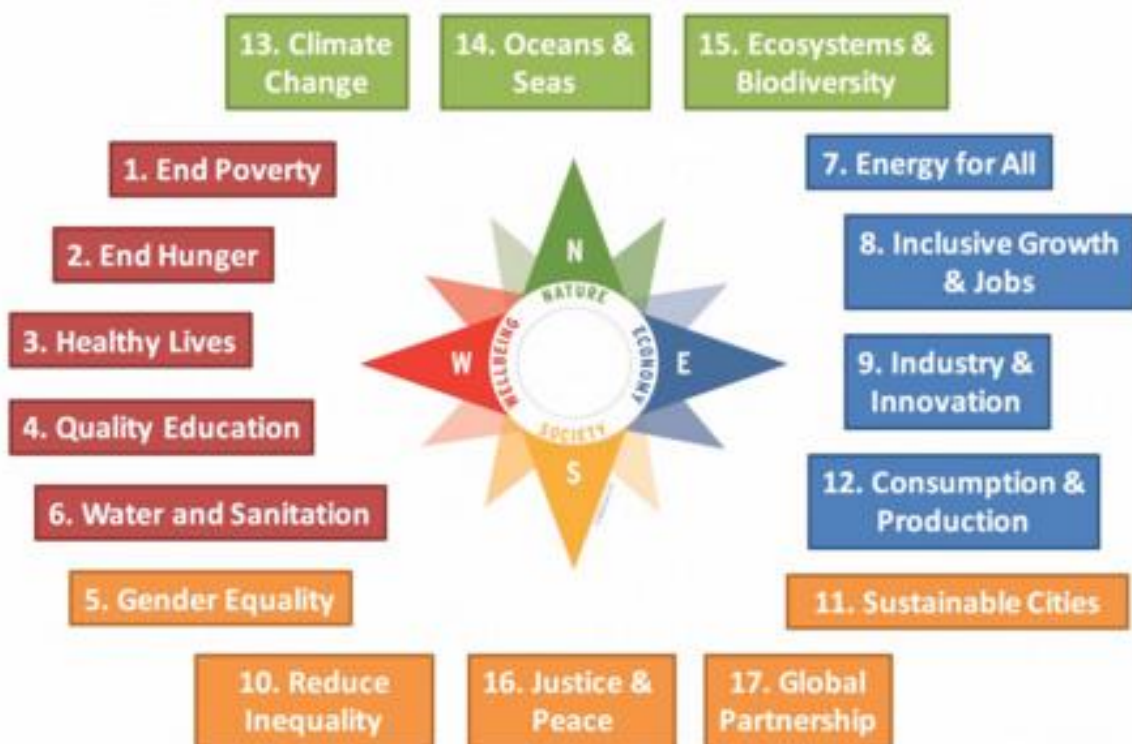 13. Climate
Change
14. Oceans &
Seas
15. Ecosystems &
Biodiversity
1. End Poverty
2. End Hunger
3. Healthy Lives
4. Quality Education
6. Water and Sanitation
5. Gender Equality
N
NATURE
W
WELLBEING
E
ECONOMY
SOCIETY
S
7. Energy for All
8. Inclusive Growth
& Jobs
9. Industry &
Innovation
12. Consumption &
Production
11. Sustainable Cities
10. Reduce
Inequality
16. Justice &
Peace
17. Global
Partnership